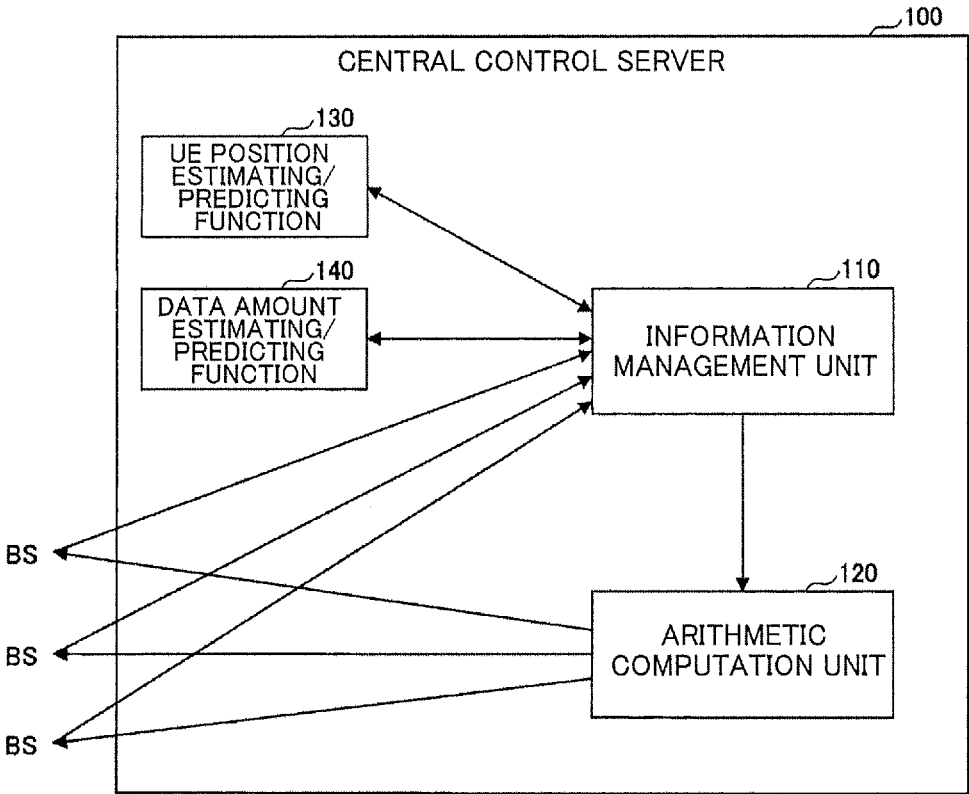 100
CENTRAL CONTROL SERVER
130
UE POSITION
ESTIMATING/
PREDICTING
FUNCTION
140
DATA AMOUNT
ESTIMATING/
PREDICTING
FUNCTION
110
INFORMATION
MANAGEMENT UNIT
BS
BS
BS
120
ARITHMETIC
COMPUTATION UNIT